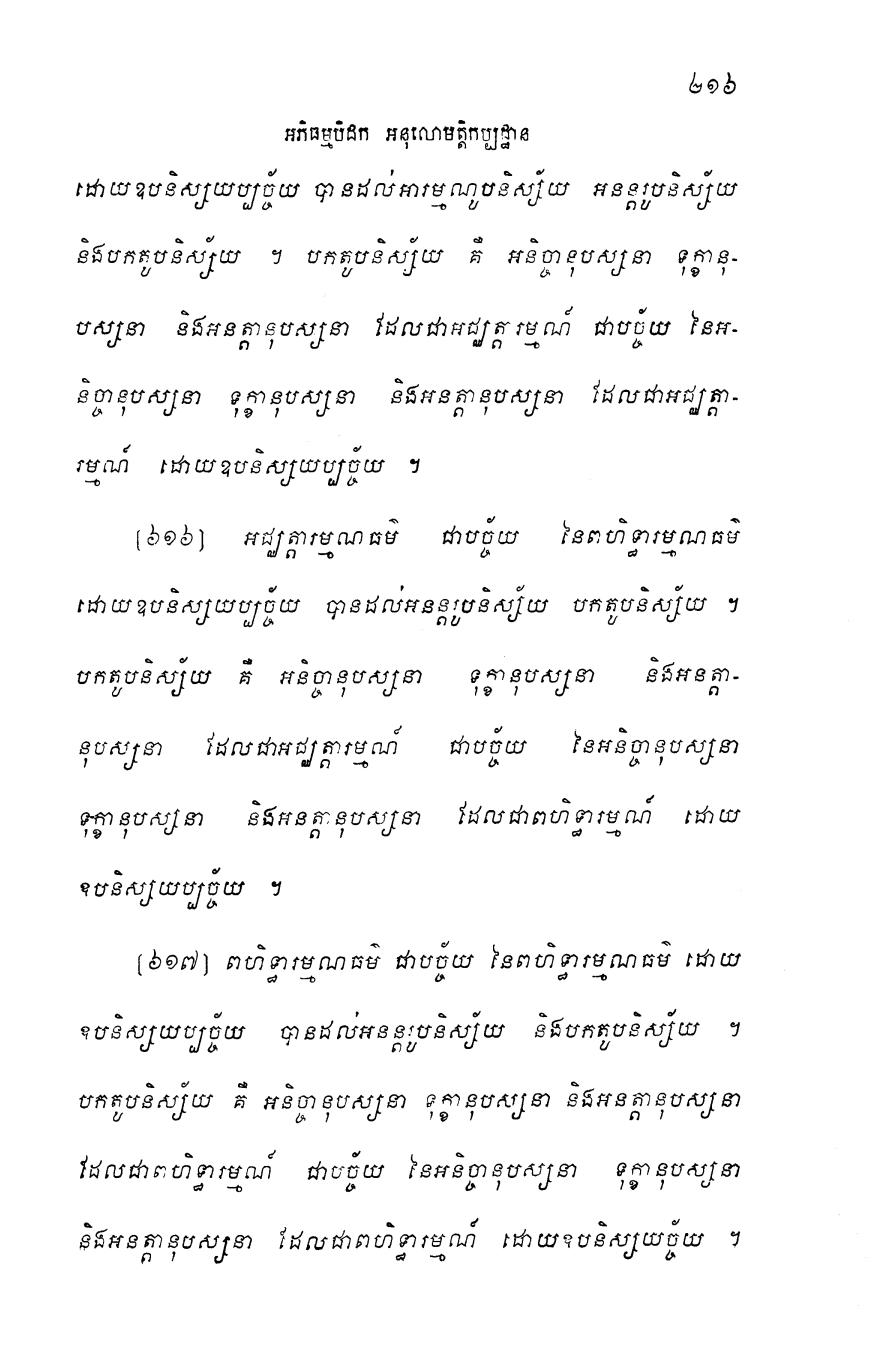 ២១៦
អភិធម្មបិដក អនុលោមត្តិកប្បដ្ឋាន
ដោយឧបនិស្សយប្បច្ច័យ បានដល់អារម្មណូបនិស្ស័យ អនន្តរូបនិស្ស័យ
និងបកតូបនិស្ស័យ ។ បកតូបនិស្ស័យ គឺ អនិច្ចានុបស្សនា ទុក្ខានុ-
បស្សនា និងអនត្តានុបស្សនា ដែលជាអជ្ឈត្តារម្មណ៍ ជាបច្ច័យ នៃអ-
និច្ចានុបស្សនា ទុក្ខានុបស្សនា និងអនត្តានុបស្សនា ដែលជាអជ្ឈត្តា-
រម្មណ៍ ដោយឧបនិស្សយប្បច្ច័យ ។
[៦១៦] អជ្ឈត្តារម្មណធម៌ ជាបច្ច័យ នៃពហិទ្ធារម្មណធម៌
ដោយឧបនិស្សយប្បច្ច័យ បានដល់អនន្តរូបនិស្ស័យ បកតូបនិស្ស័យ ។
បកតូបនិស្ស័យ គឺ អនិច្ចានុបស្សនា ទុក្ខានុបស្សនា និងអនត្តា-
នុបស្សនា ដែលជាអជ្ឈត្តារម្មណ៍ ជាបច្ច័យ នៃអនិច្ចានុបស្សនា
ទុក្ខានុបស្សនា និងអនត្តានុបស្សនា ដែលជាពហិទ្ធារម្មណ៍ ដោយ
ឧបនិស្សយប្បច្ច័យ ។
[៦១៧] ពហិទ្ធារម្មណធម៌ ជាបច្ច័យ នៃពហិទ្ធារម្មណធម៌ ដោយ
ឧបនិស្សយប្បច្ច័យ បានដល់អនន្តរូបនិស្ស័យ និងបកតូបនិស្ស័យ ។
បកតូបនិស្ស័យ គឺ អនិច្ចានុបស្សនា ទុក្ខានុបស្សនា និងអនត្តានុបស្សនា
ដែលជាពហិទ្ធារម្មណ៍ ជាបច្ច័យ នៃអនិច្ចានុបស្សនា ទុក្ខានុបស្សនា
និងអនត្តានុបស្សនា ដែលជាពហិទ្ធារម្មណ៍ ដោយឧបនិស្សយច្ច័យ ។